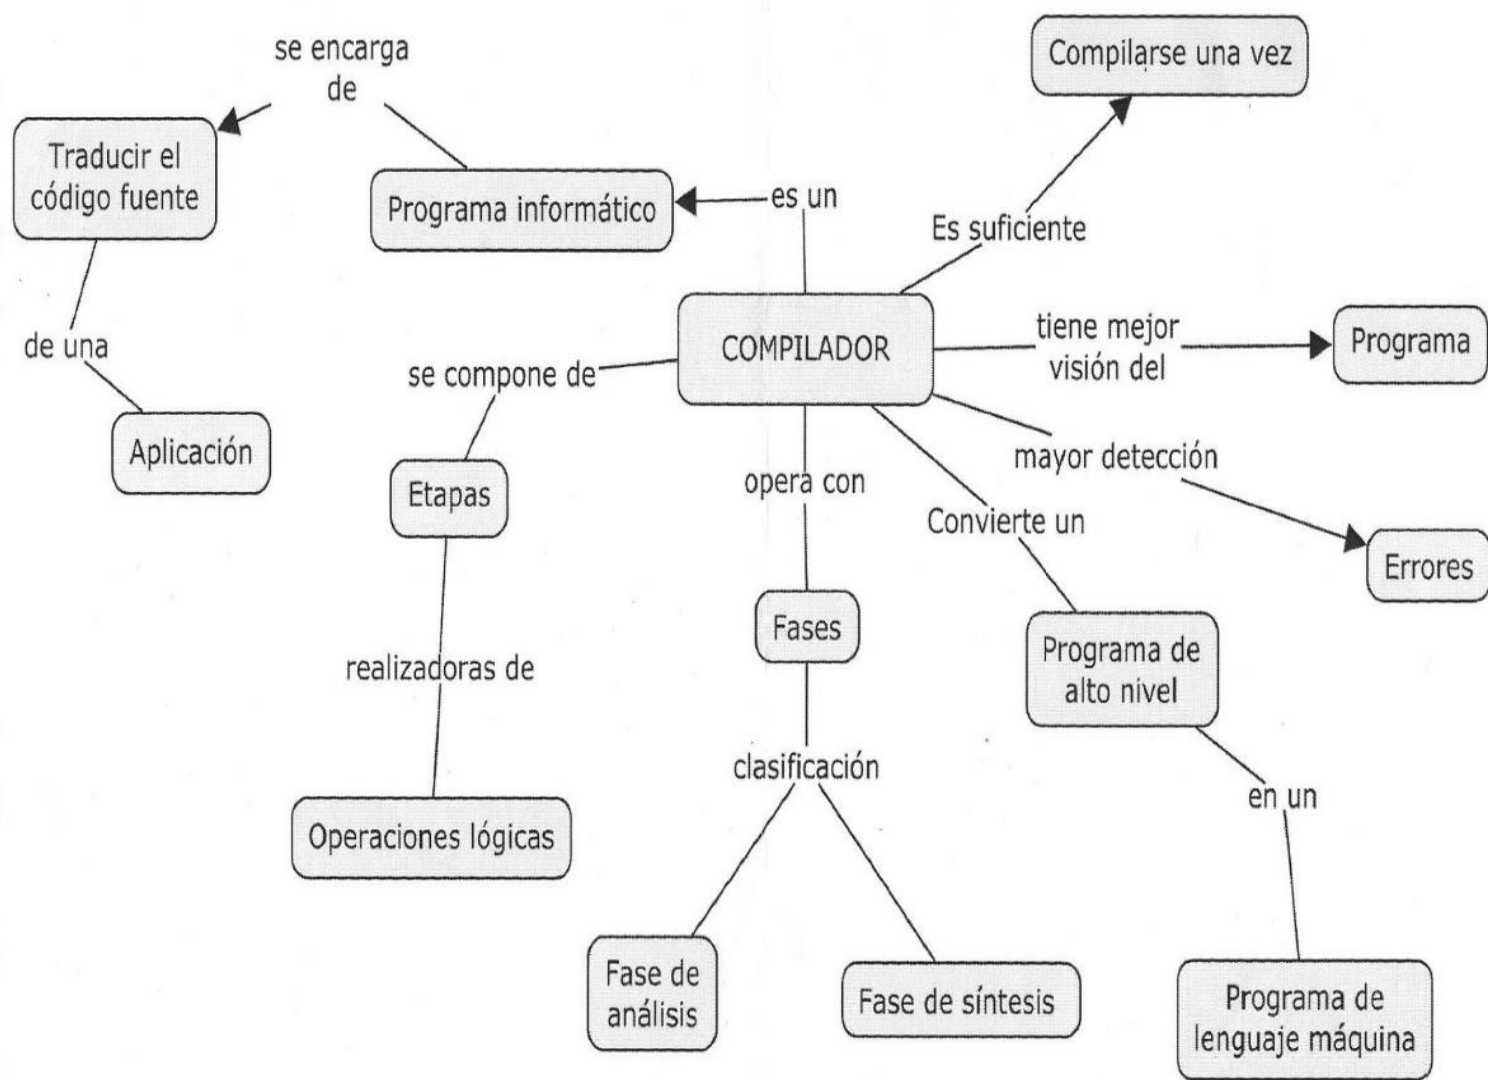 se encarga
de
Compilarse una vez
Traducir el
código fuente
Programa informático
es un
Es suficiente
de una
Aplicación
se compone de
COMPILADOR
tiene mejor
visión del
Programa
Etapas
opera con
Convierte un
mayor detección
Errores
realizadoras de
Fases
Programa de
alto nivel
Operaciones lógicas
clasificación
en un
Fase de
análisis
Fase de síntesis
Programa de
lenguaje máquina